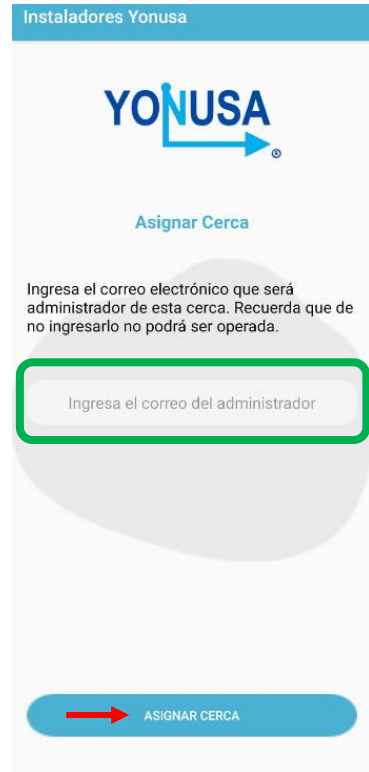 Instaladores Yonusa
YONUSA
®
Asignar Cerca
Ingresa el correo electrónico que será
administrador de esta cerca. Recuerda que de
no ingresarlo no podrá ser operada.
Ingresa el correo del administrador
ASIGNAR CERCA